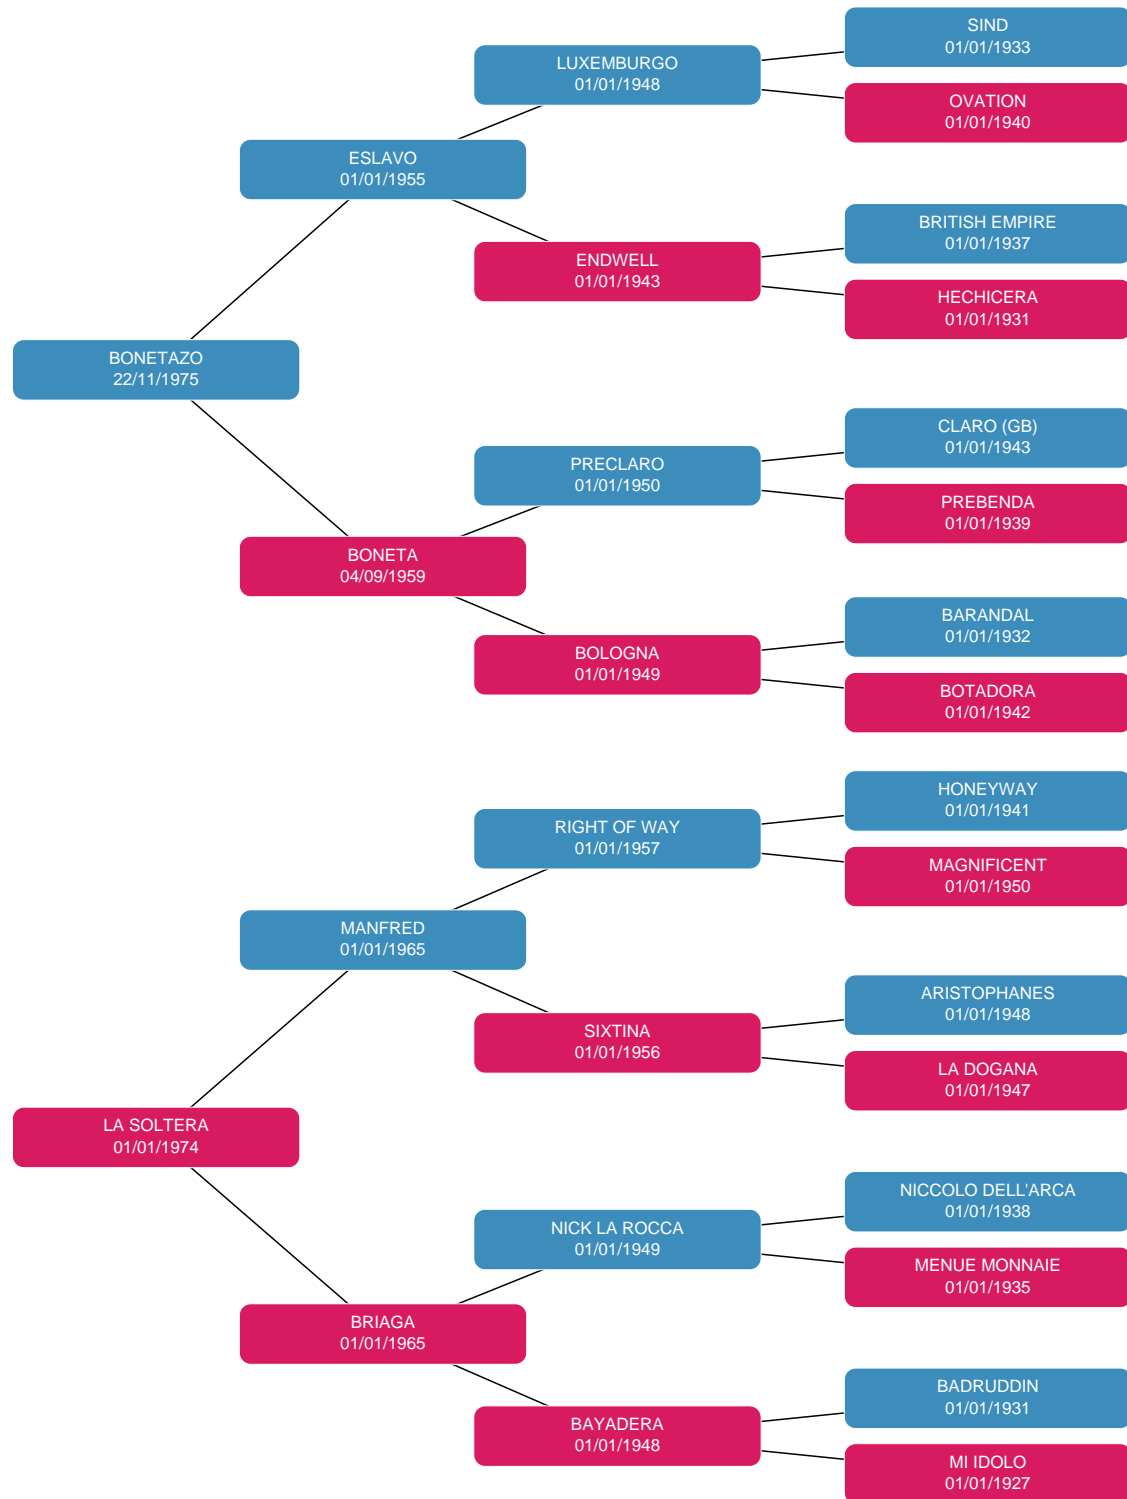 SIND
01/01/1933
LUXEMBURGO
01/01/1948
OVATION
01/01/1940
ESLAVO
01/01/1955
BRITISH EMPIRE
01/01/1937
ENDWELL
01/01/1943
HECHICERA
01/01/1931
BONETAZO
22/11/1975
CLARO (GB)
01/01/1943
PRECLARO
01/01/1950
PREBENDA
01/01/1939
BONETA
04/09/1959
BARANDAL
01/01/1932
BOLOGNA
01/01/1949
BOTADORA
01/01/1942
HONEYWAY
01/01/1941
RIGHT OF WAY
01/01/1957
MAGNIFICENT
01/01/1950
MANFRED
01/01/1965
ARISTOPHANES
01/01/1948
SIXTINA
01/01/1956
LA DOGANA
01/01/1947
LA SOLTERA
01/01/1974
NICCOLO DELL'ARCA
01/01/1938
NICK LA ROCCA
01/01/1949
MENUE MONNAIE
01/01/1935
BRIAGA
01/01/1965
BADRUDDIN
01/01/1931
BAYADERA
01/01/1948
MI IDOLO
01/01/1927